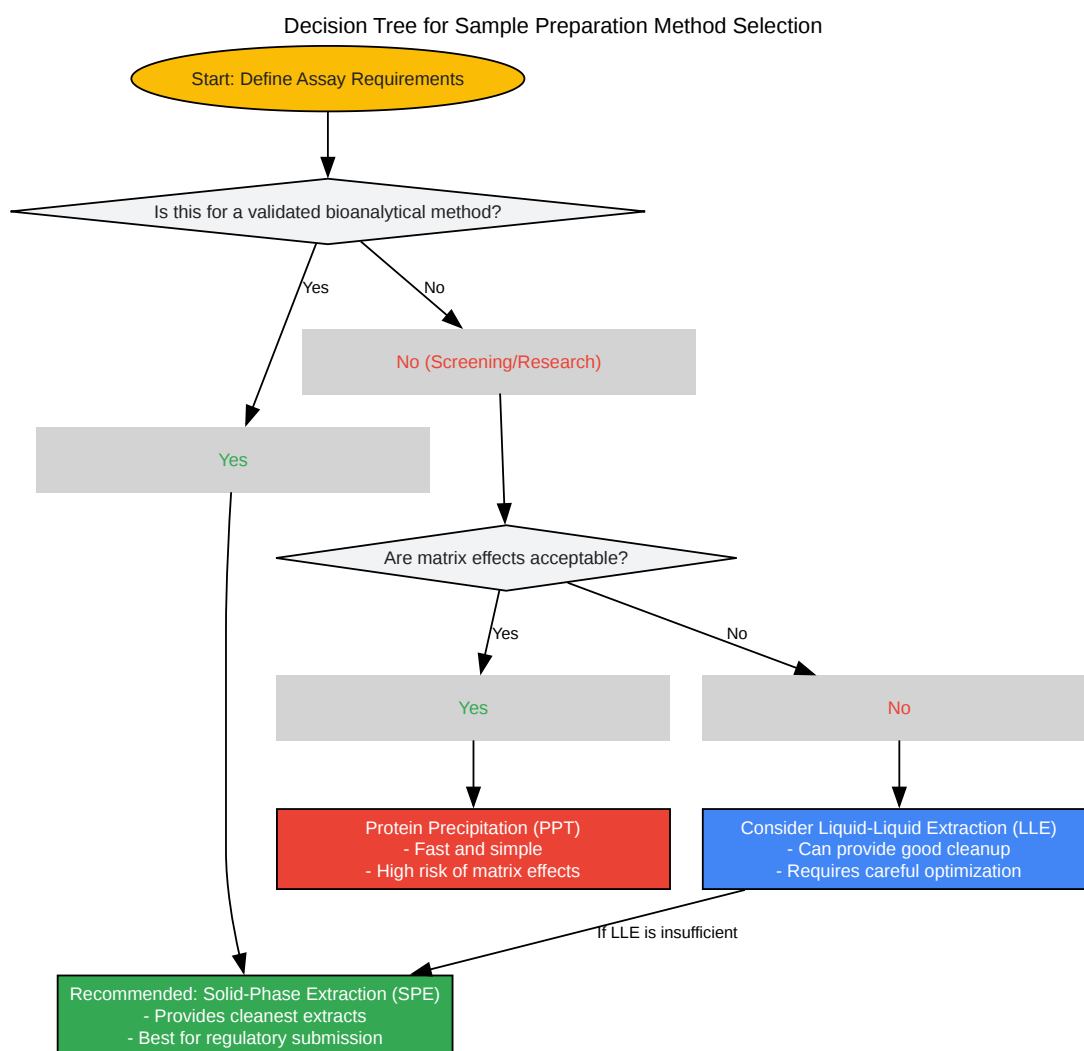 Decision Tree for Sample Preparation Method Selection
Start: Define Assay Requirements
Is this for a validated bioanalytical method?
Yes
No
No (Screening/Research)
Yes
Are matrix effects acceptable?
Yes
No
Yes
No
Protein Precipitation (PPT)
- Fast and simple
- High risk of matrix effects
Consider Liquid-Liquid Extraction (LLE)
- Can provide good cleanup
- Requires careful optimization
If LLE is insufficient
Recommended: Solid-Phase Extraction (SPE)
- Provides cleanest extracts
- Best for regulatory submission